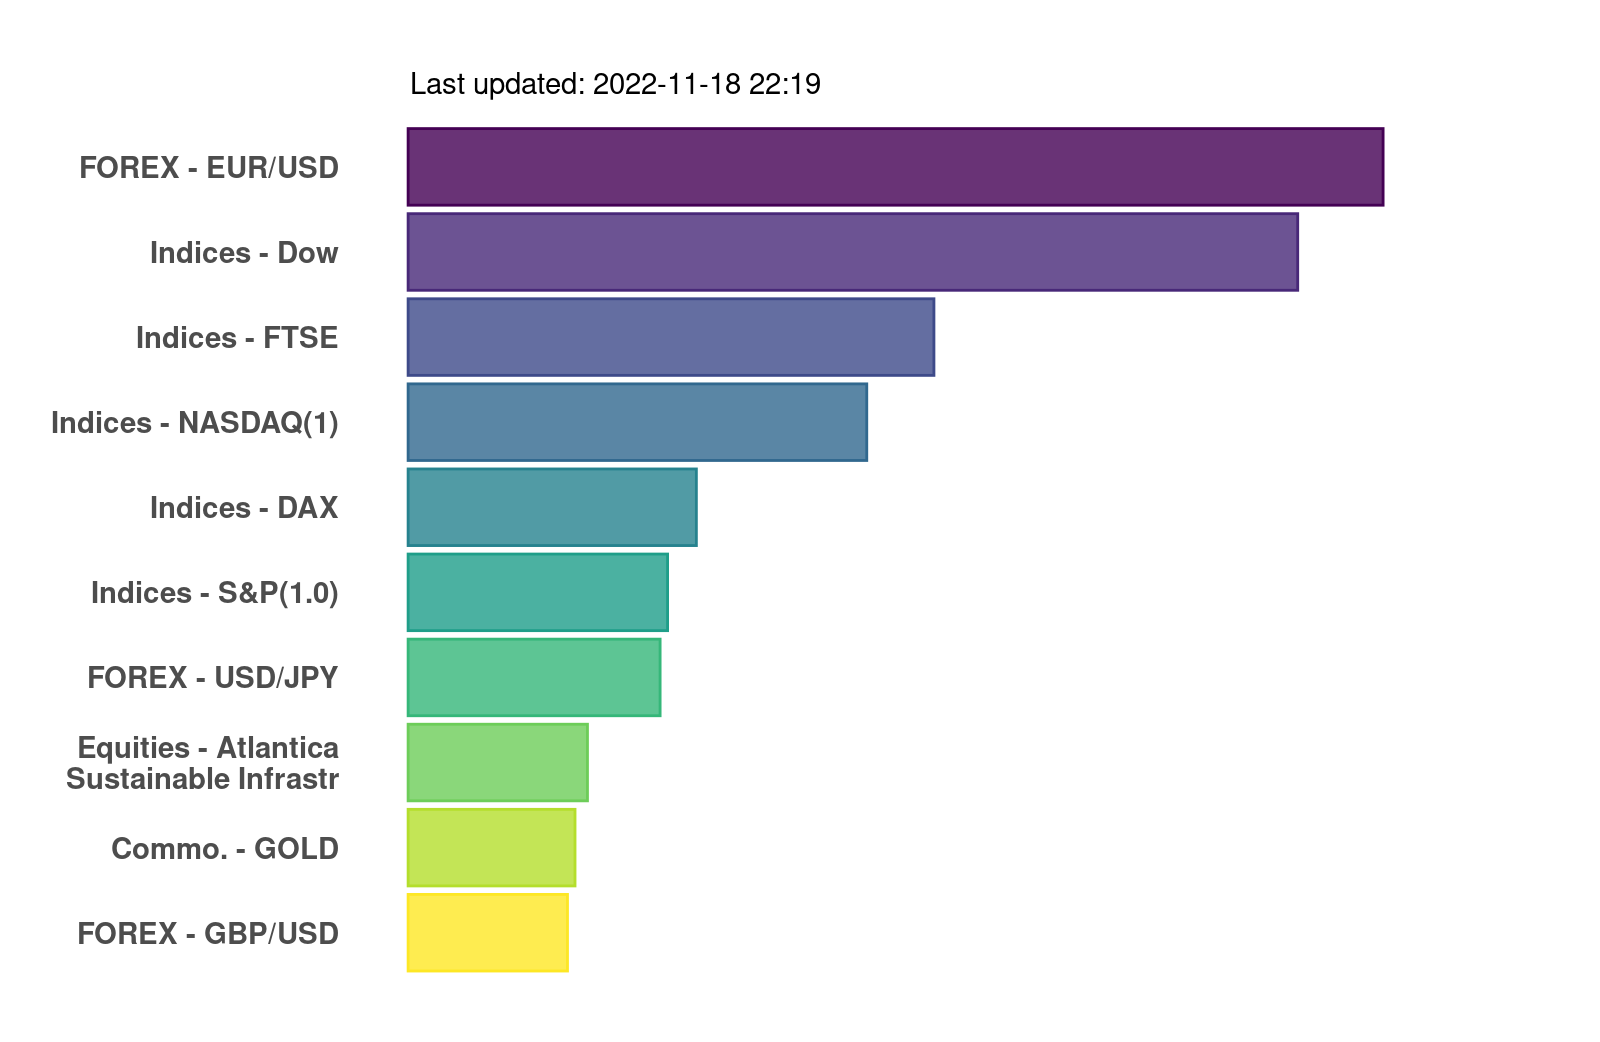 Last updated: 2022-11-18 22:19
FOREX - EUR/USD
Indices - Dow
Indices - FTSE
Indices - NASDAQ(1)
Indices - DAX
Indices - S&P(1.0)
FOREX - USD/JPY
Equities - Atlantica
Sustainable Infrastr
Commo. - GOLD
FOREX - GBP/USD